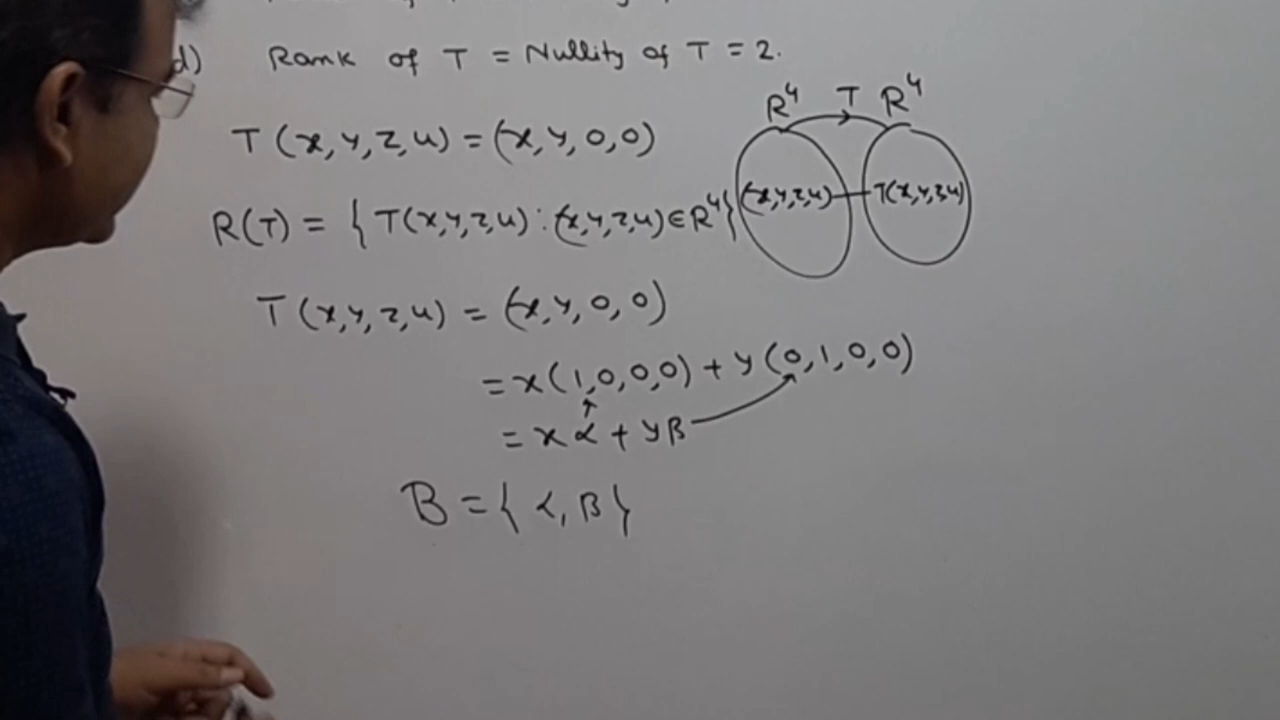 d) Rank of T = Nullity of T = 2.
R⁴ T R⁴
T(x,y,z,u) = (x,y,0,0)
(x,y,z,u) T(x,y,z,u)
R(T) = { T(x,y,z,u) : (x,y,z,u) ∈ R⁴}
T(x,y,z,u) = (x,y,0,0)
= x(1,0,0,0) + y(0,1,0,0)
= xα + yβ
B = { α, β }